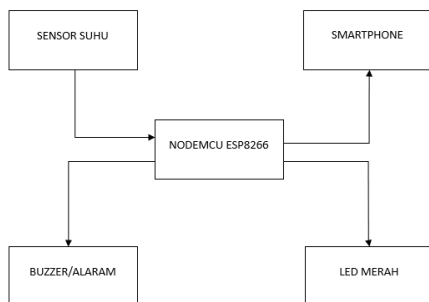 SENSOR SUHU
SMARTPHONE
NODEMCU ESP8266
BUZZER/ALARAM
LED MERAH